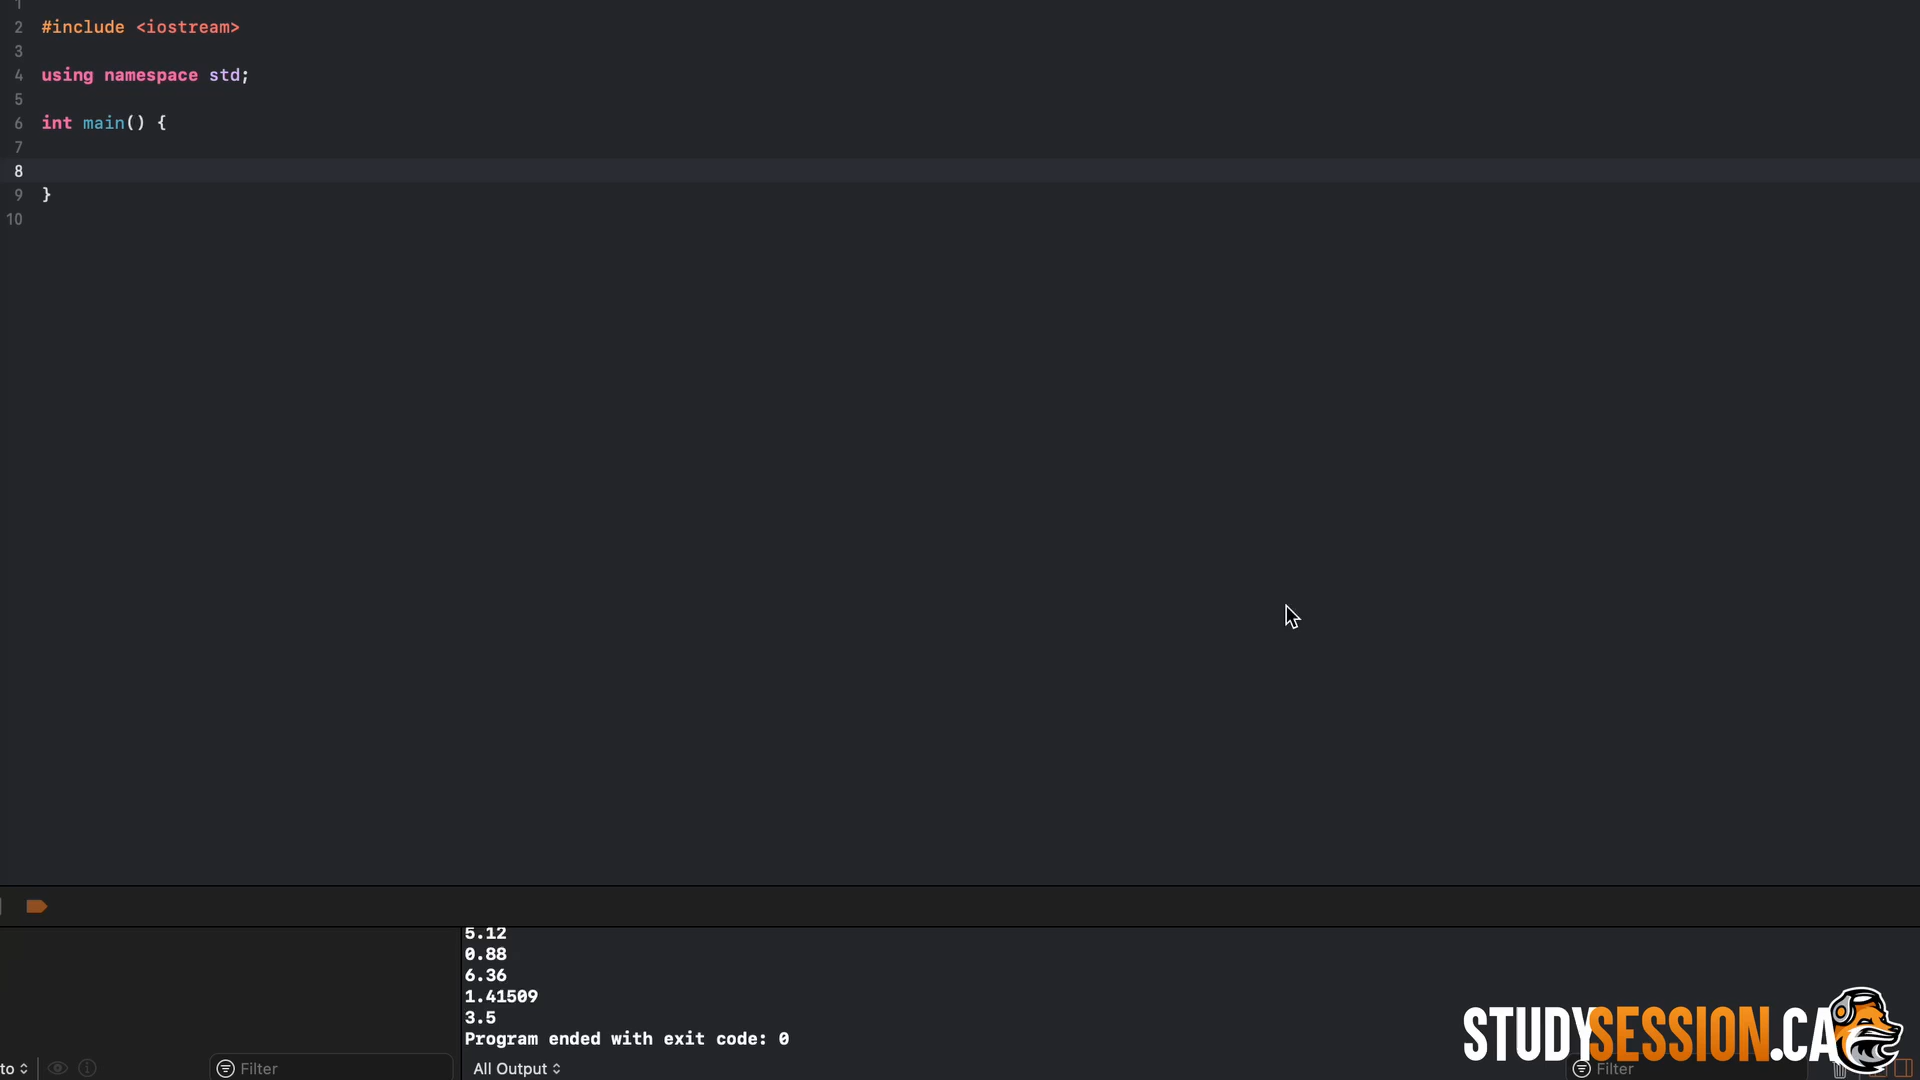 1
2 #include <iostream>
3
4 using namespace std;
5
6 int main() {
7
8
9 }
10
5.12
0.88
6.36
1.41509
3.5
Program ended with exit code: 0
to
Filter
All Output
Filter
STUDYSESSION.CA